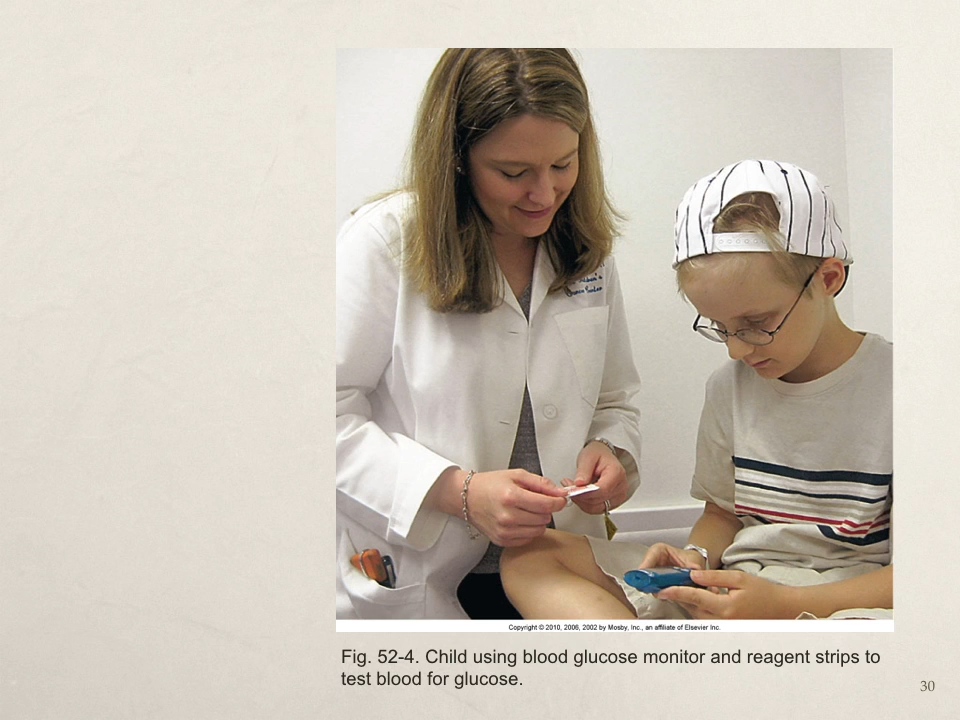 Center
Copyright © 2010, 2006, 2002 by Mosby, Inc., an affiliate of Elsevier Inc.
Fig. 52-4. Child using blood glucose monitor and reagent strips to
test blood for glucose.
30